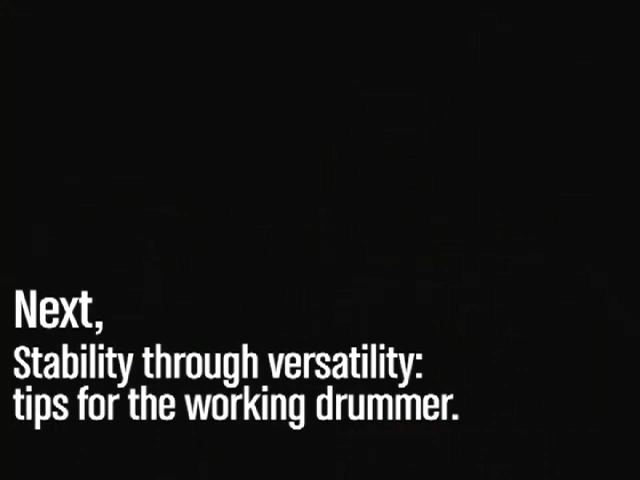 Next,
Stability through versatility:
tips for the working drummer.